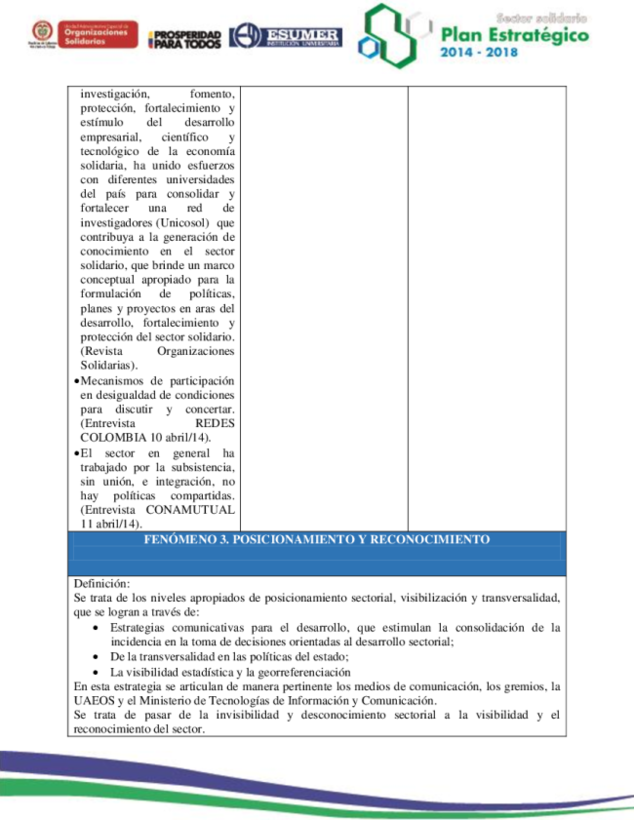 Unidad Administrativa Especial de
Organizaciones
Solidarias
PROSPERIDAD
PARA TODOS
ESUMER
INSTITUCIÓN UNIVERSITARIA
Sector solidario
Plan Estratégico
2014 - 2018
investigación, fomento,
protección, fortalecimiento y
estímulo del desarrollo
empresarial, científico y
tecnológico de la economía
solidaria, ha unido esfuerzos
con diferentes universidades
del país para consolidar y
fortalecer una red de
investigadores (Unicosol) que
contribuya a la generación de
conocimiento en el sector
solidario, que brinde un marco
conceptual apropiado para la
formulación de políticas,
planes y proyectos en aras del
desarrollo, fortalecimiento y
protección del sector solidario.
(Revista Organizaciones
Solidarias).
•Mecanismos de participación
en desigualdad de condiciones
para discutir y concertar.
(Entrevista REDES
COLOMBIA 10 abril/14).
•El sector en general ha
trabajado por la subsistencia,
sin unión, e integración, no
hay políticas compartidas.
(Entrevista CONAMUTUAL
11 abril/14).
FENÓMENO 3. POSICIONAMIENTO Y RECONOCIMIENTO
Definición:
Se trata de los niveles apropiados de posicionamiento sectorial, visibilización y transversalidad,
que se logran a través de:
• Estrategias comunicativas para el desarrollo, que estimulan la consolidación de la
incidencia en la toma de decisiones orientadas al desarrollo sectorial;
• De la transversalidad en las políticas del estado;
• La visibilidad estadística y la georreferenciación
En esta estrategia se articulan de manera pertinente los medios de comunicación, los gremios, la
UAEOS y el Ministerio de Tecnologías de Información y Comunicación.
Se trata de pasar de la invisibilidad y desconocimiento sectorial a la visibilidad y el
reconocimiento del sector.